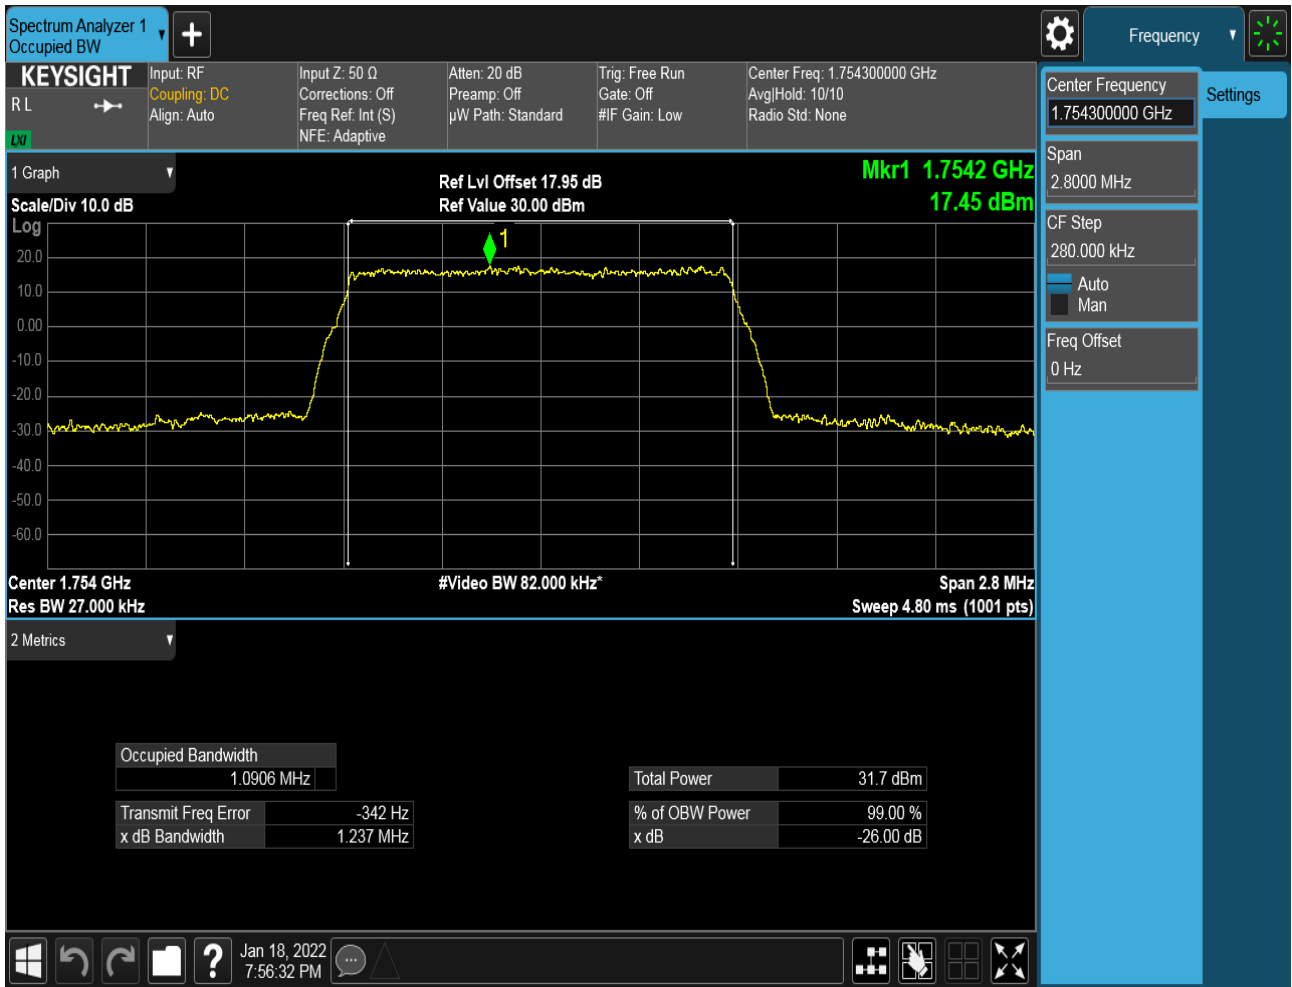 Spectrum Analyzer 1
Occupied BW
Frequency
KEYSIGHT
R L
LXI
Input: RF
Coupling: DC
Align: Auto
Input Z: 50 Ω
Corrections: Off
Freq Ref: Int (S)
NFE: Adaptive
Atten: 20 dB
Preamp: Off
µW Path: Standard
Trig: Free Run
Gate: Off
#IF Gain: Low
Center Freq: 1.754300000 GHz
Avg|Hold: 10/10
Radio Std: None
Center Frequency
1.754300000 GHz
Settings
Span
2.8000 MHz
CF Step
280.000 kHz
Auto
Man
Freq Offset
0 Hz
1 Graph
Scale/Div 10.0 dB
Ref Lvl Offset 17.95 dB
Ref Value 30.00 dBm
Mkr1 1.7542 GHz
17.45 dBm
Log
1
20.0
10.0
0.00
-10.0
-20.0
-30.0
-40.0
-50.0
-60.0
Center 1.754 GHz
#Video BW 82.000 kHz*
Span 2.8 MHz
Res BW 27.000 kHz
Sweep 4.80 ms (1001 pts)
2 Metrics
Occupied Bandwidth
1.0906 MHz
Total Power 31.7 dBm
Transmit Freq Error -342 Hz
% of OBW Power 99.00 %
x dB Bandwidth 1.237 MHz
x dB -26.00 dB
?
Jan 18, 2022
7:56:32 PM